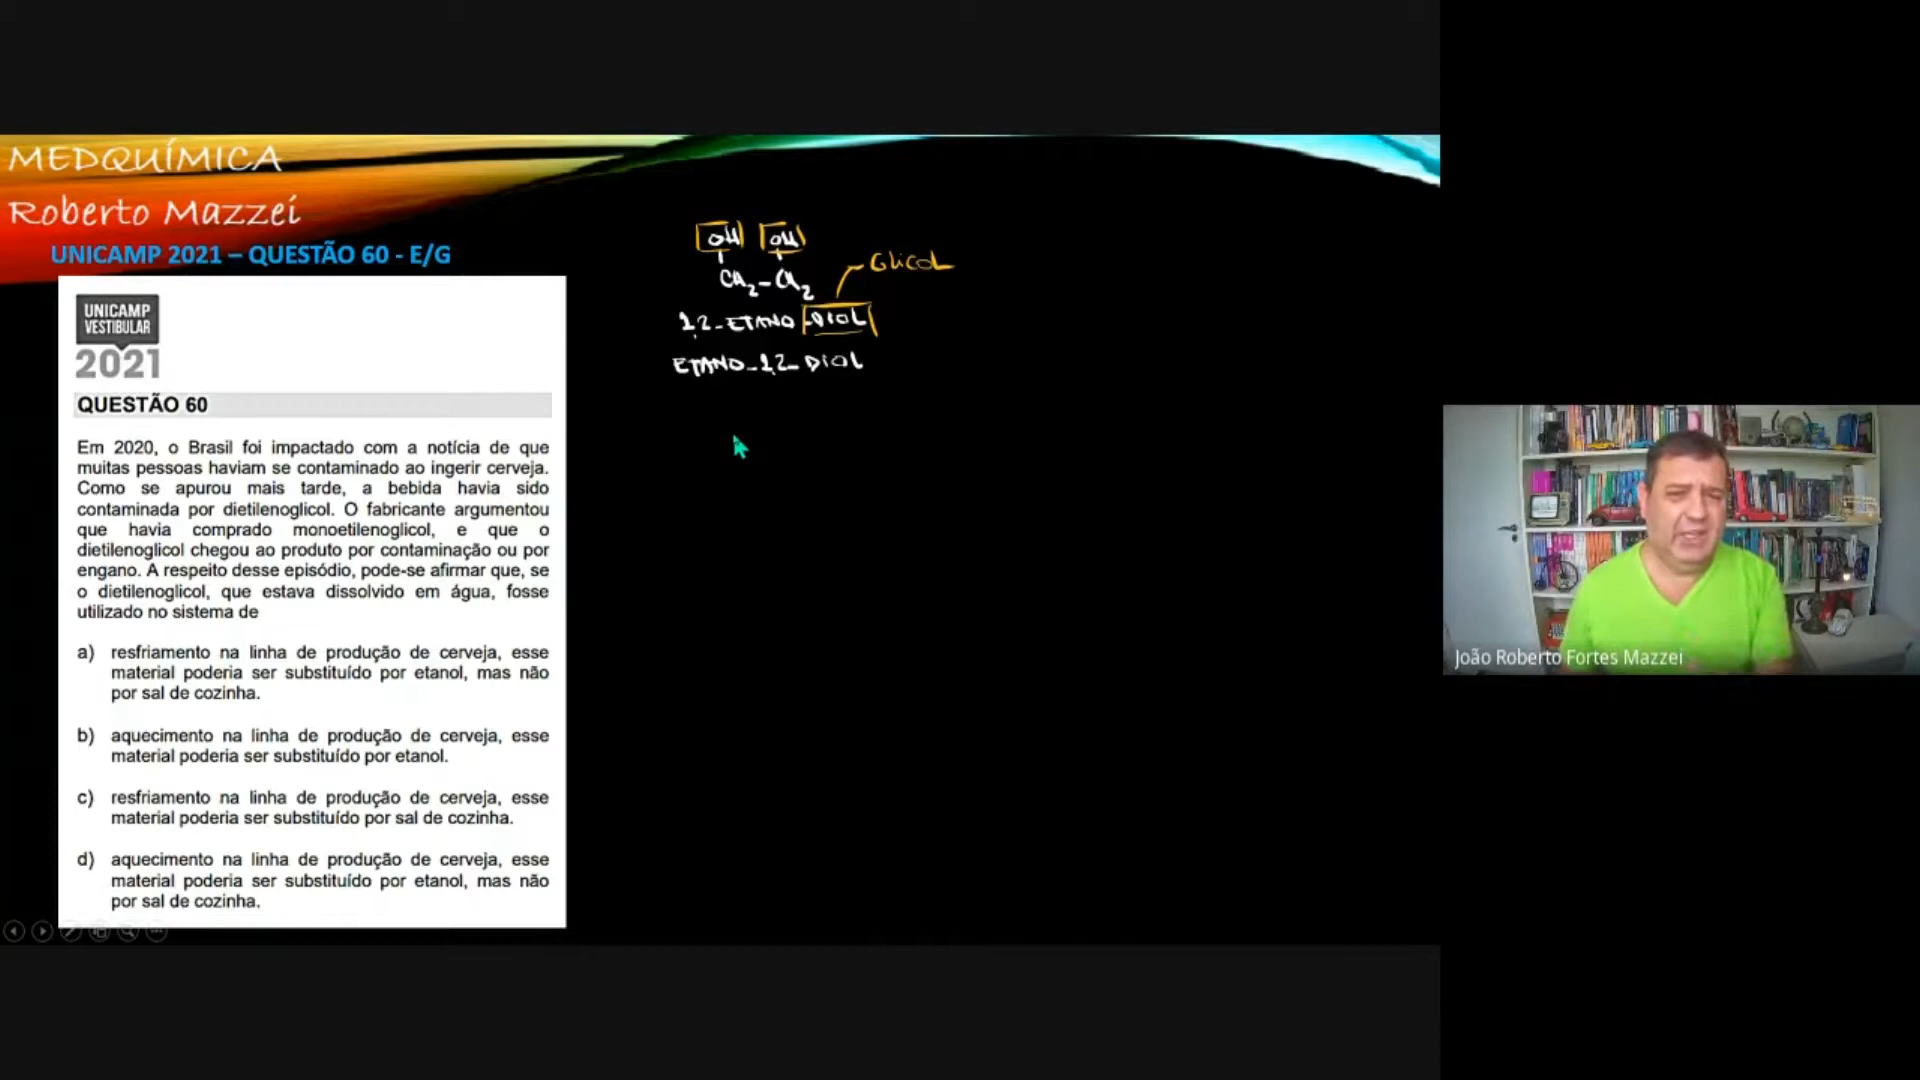 MEDQUÍMICA
Roberto Mazzei
UNICAMP 2021 – QUESTÃO 60 - E/G
UNICAMP
VESTIBULAR
2021
QUESTÃO 60
Em 2020, o Brasil foi impactado com a notícia de que
muitas pessoas haviam se contaminado ao ingerir cerveja.
Como se apurou mais tarde, a bebida havia sido
contaminada por dietilenoglicol. O fabricante argumentou
que havia comprado monoetilenoglicol, e que o
dietilenoglicol chegou ao produto por contaminação ou por
engano. A respeito desse episódio, pode-se afirmar que, se
o dietilenoglicol, que estava dissolvido em água, fosse
utilizado no sistema de
a) resfriamento na linha de produção de cerveja, esse
material poderia ser substituído por etanol, mas não
por sal de cozinha.
b) aquecimento na linha de produção de cerveja, esse
material poderia ser substituído por etanol.
c) resfriamento na linha de produção de cerveja, esse
material poderia ser substituído por sal de cozinha.
d) aquecimento na linha de produção de cerveja, esse
material poderia ser substituído por etanol, mas não
por sal de cozinha.
OH OH
GlicoL
CH2-CH2
1,2-ETANO-DIOL
ETANO-1,2-DIOL
João Roberto Fortes Mazzei